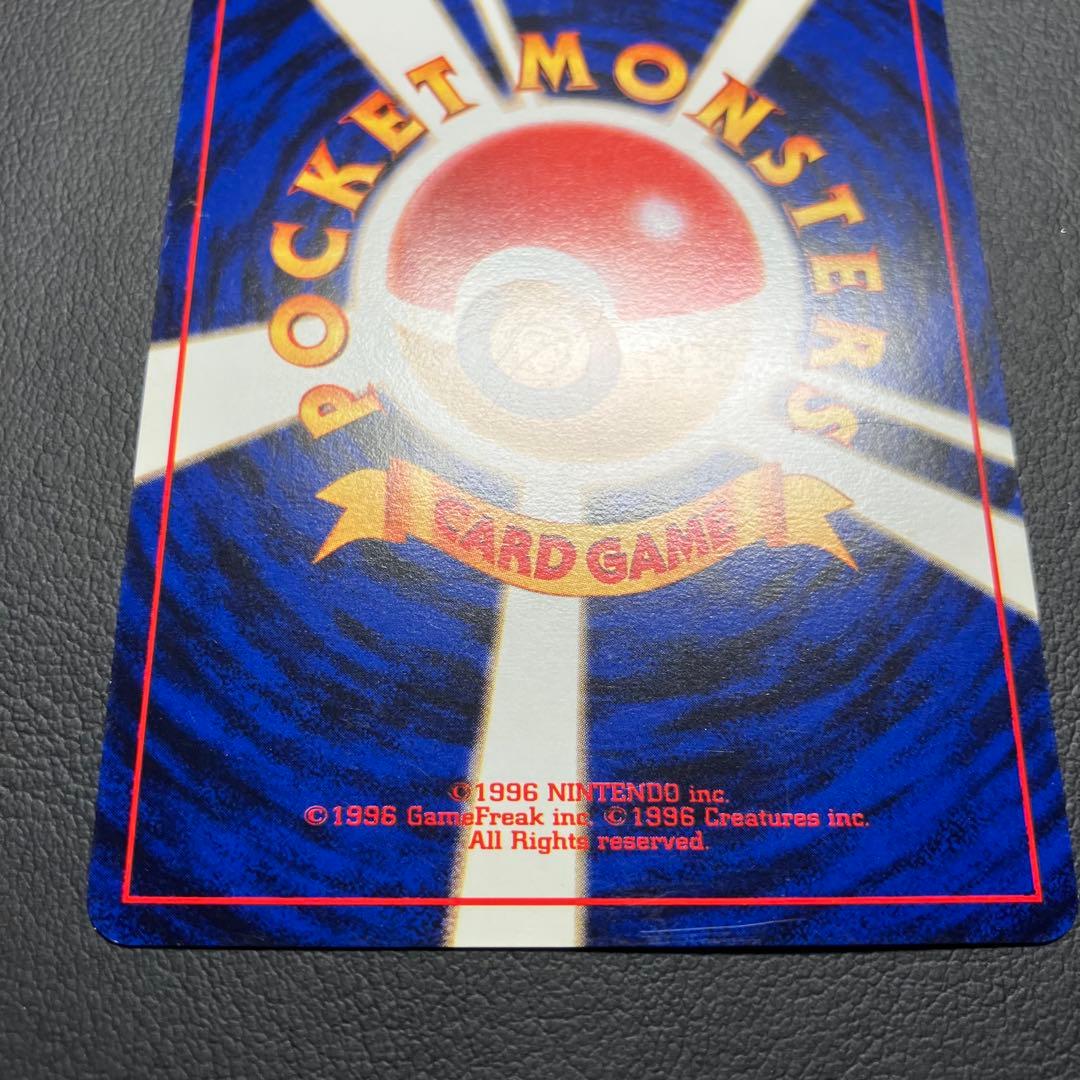 POCKET MONSTERS
CARD GAME
©1996 NINTENDO inc.
©1996 GameFreak inc. ©1996 Creatures inc.
All Rights reserved.